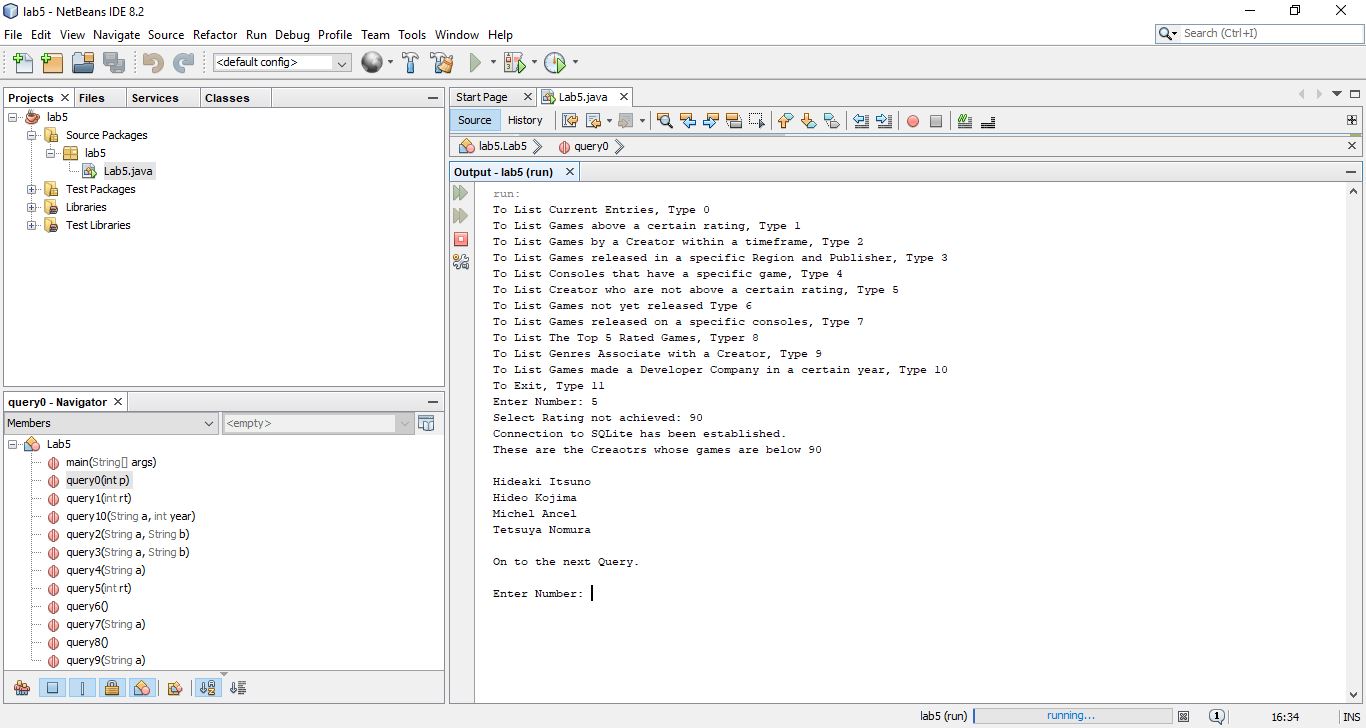 lab5 - NetBeans IDE 8.2
File Edit View Navigate Source Refactor Run Debug Profile Team Tools Window Help
Search (Ctrl+I)
<default config>
Projects Files Services Classes
lab5
Source Packages
lab5
Lab5.java
Test Packages
Libraries
Test Libraries
query0 - Navigator
Members <empty>
Lab5
main(String[] args)
query0(int p)
query1(int rt)
query10(String a, int year)
query2(String a, String b)
query3(String a, String b)
query4(String a)
query5(int rt)
query6()
query7(String a)
query8()
query9(String a)
Start Page Lab5.java
Source History
lab5.Lab5 query0
Output - lab5 (run)
run:
To List Current Entries, Type 0
To List Games above a certain rating, Type 1
To List Games by a Creator within a timeframe, Type 2
To List Games released in a specific Region and Publisher, Type 3
To List Consoles that have a specific game, Type 4
To List Creator who are not above a certain rating, Type 5
To List Games not yet released Type 6
To List Games released on a specific consoles, Type 7
To List The Top 5 Rated Games, Typer 8
To List Genres Associate with a Creator, Type 9
To List Games made a Developer Company in a certain year, Type 10
To Exit, Type 11
Enter Number: 5
Select Rating not achieved: 90
Connection to SQLite has been established.
These are the Creaotrs whose games are below 90
Hideaki Itsuno
Hideo Kojima
Michel Ancel
Tetsuya Nomura
On to the next Query.
Enter Number:
lab5 (run) running... 1 16:34 INS